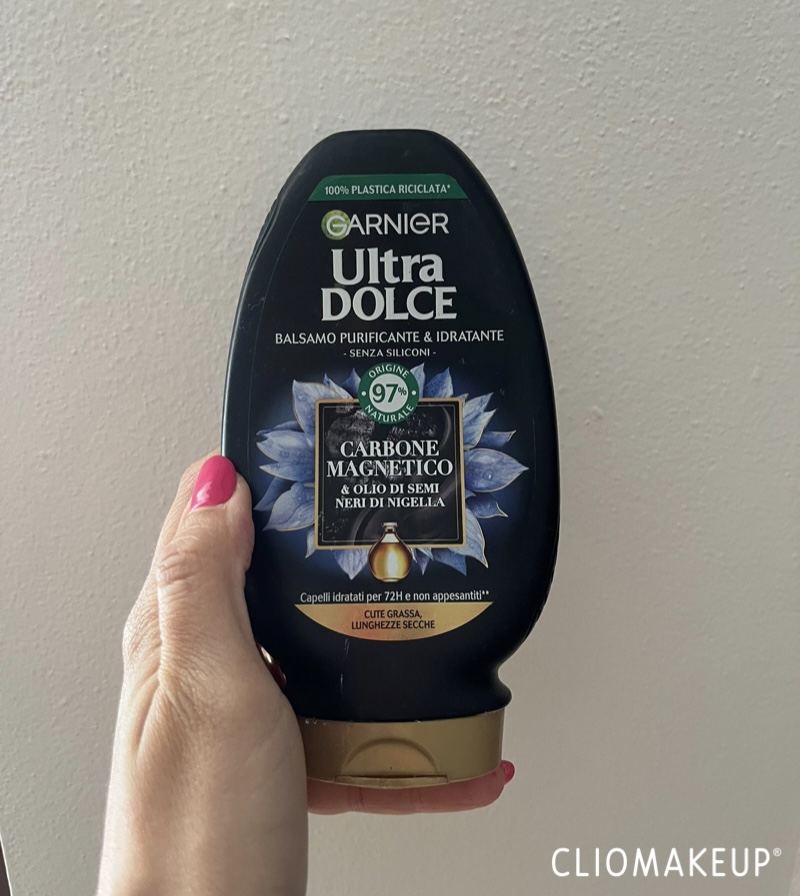 100% PLASTICA RICICLATA*
GARNIER
Ultra
DOLCE
BALSAMO PURIFICANTE & IDRATANTE
- SENZA SILICONI -
ORIGINE
97%
NATURALE
CARBONE
MAGNETICO
& OLIO DI SEMI
NERI DI NIGELLA
Capelli idratati per 72H e non appesantiti**
CUTE GRASSA,
LUNGHEZZE SECCHE
CLIOMAKEUP®